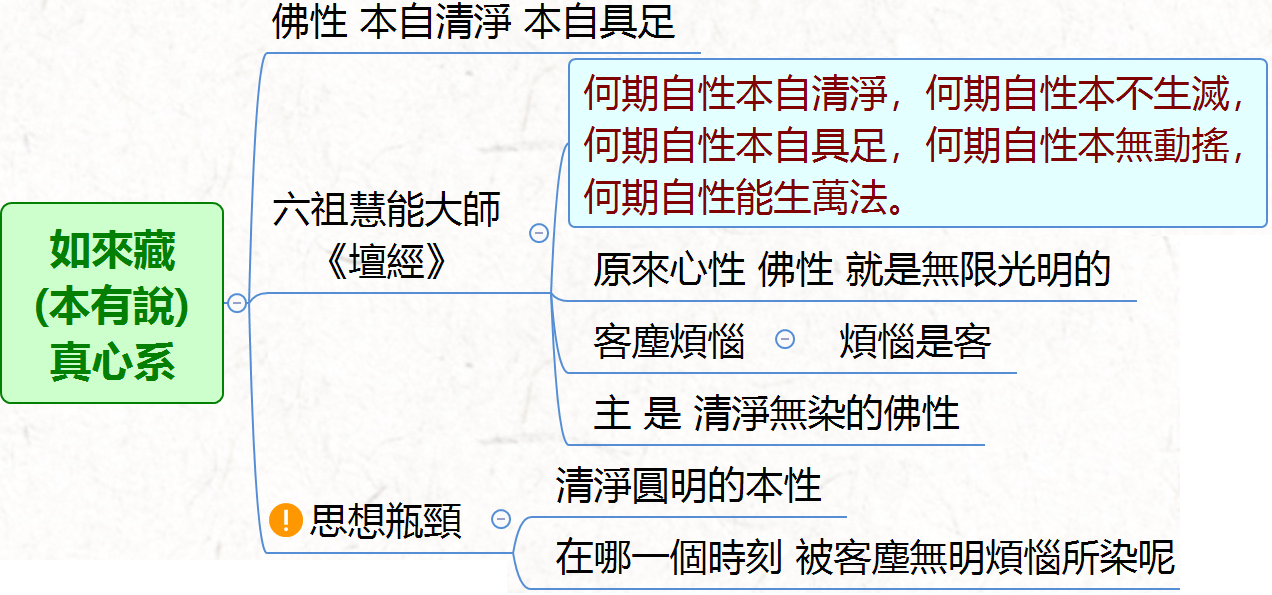 如來藏
(本有說)
真心系
佛性 本自清淨 本自具足
六祖慧能大師
《壇經》
何期自性本自清淨，何期自性本不生滅，
何期自性本自具足，何期自性本無動搖，
何期自性能生萬法。
原來心性 佛性 就是無限光明的
客塵煩惱
煩惱是客
主 是 清淨無染的佛性
思想瓶頸
清淨圓明的本性
在哪一個時刻 被客塵無明煩惱所染呢